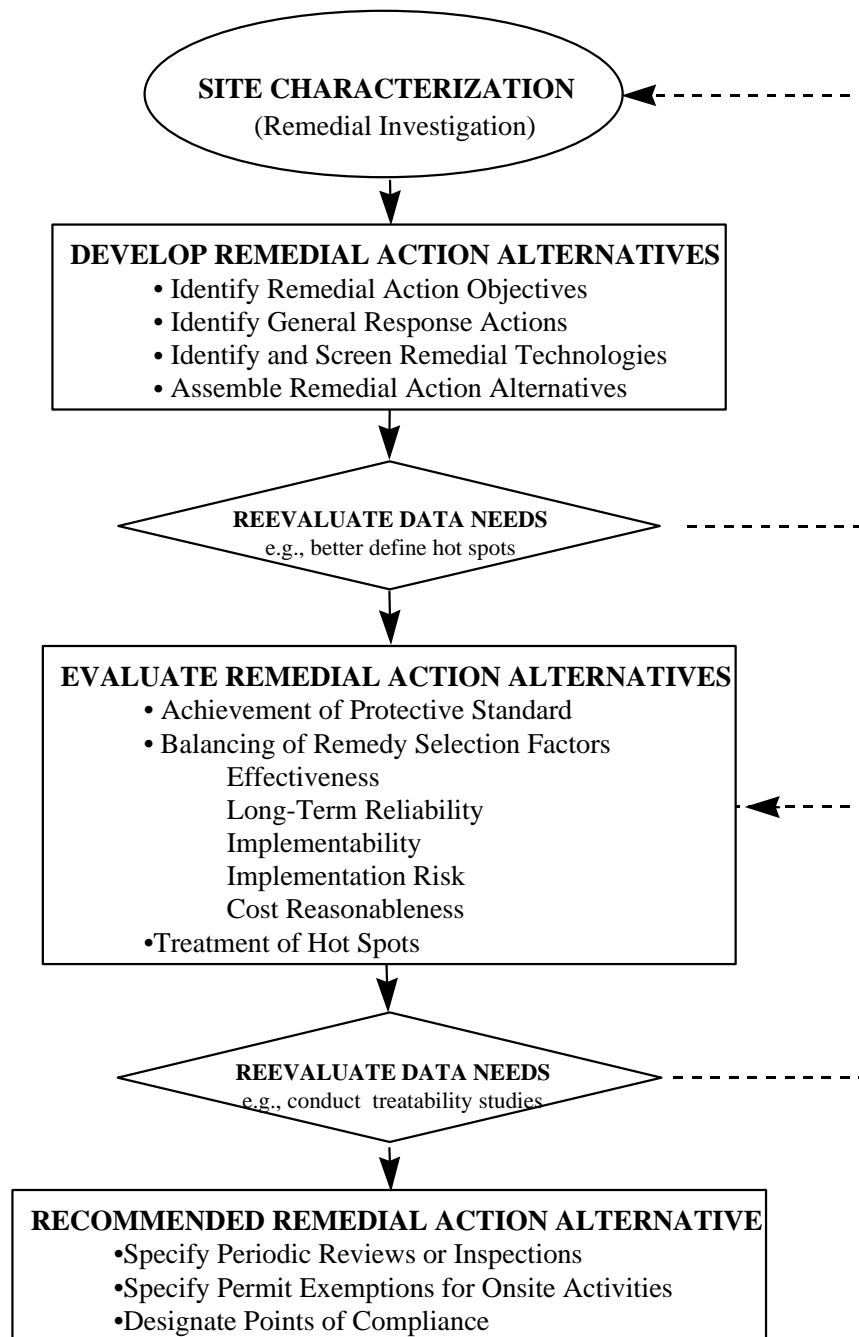 SITE CHARACTERIZATION
(Remedial Investigation)
DEVELOP REMEDIAL ACTION ALTERNATIVES
• Identify Remedial Action Objectives
• Identify General Response Actions
• Identify and Screen Remedial Technologies
• Assemble Remedial Action Alternatives
REEVALUATE DATA NEEDS
e.g., better define hot spots
EVALUATE REMEDIAL ACTION ALTERNATIVES
• Achievement of Protective Standard
• Balancing of Remedy Selection Factors
Effectiveness
Long-Term Reliability
Implementability
Implementation Risk
Cost Reasonableness
•Treatment of Hot Spots
REEVALUATE DATA NEEDS
e.g., conduct treatability studies
RECOMMENDED REMEDIAL ACTION ALTERNATIVE
•Specify Periodic Reviews or Inspections
•Specify Permit Exemptions for Onsite Activities
•Designate Points of Compliance